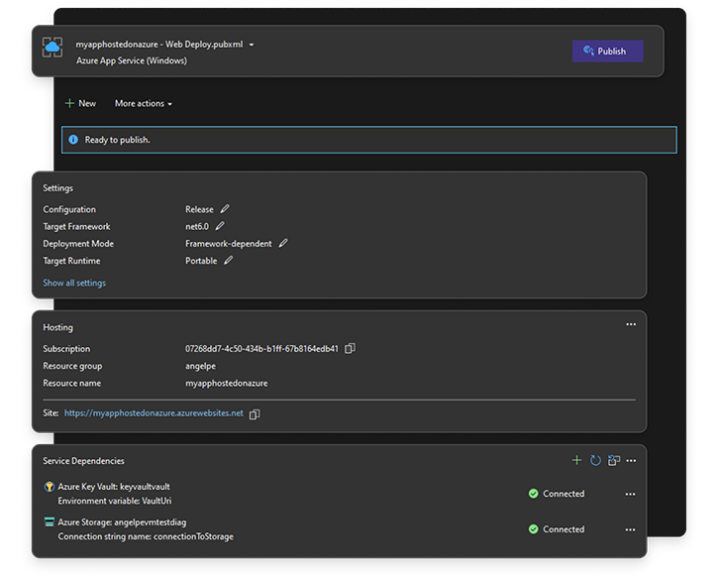 myapphostedonazure - Web Deploy.pubxml
Azure App Service (Windows)
Publish
New More actions
Ready to publish.
Settings
Configuration Release
Target Framework net6.0
Deployment Mode Framework-dependent
Target Runtime Portable
Show all settings
Hosting
Subscription 07268dd7-4c50-434b-b1ff-67b8164edb41
Resource group angelpe
Resource name myapphostedonazure
Site: https://myapphostedonazure.azurewebsites.net
Service Dependencies
Azure Key Vault: keyvaultvault
Environment variable: VaultUri
Connected
Azure Storage: angelpevmtestdiag
Connection string name: connectionToStorage
Connected